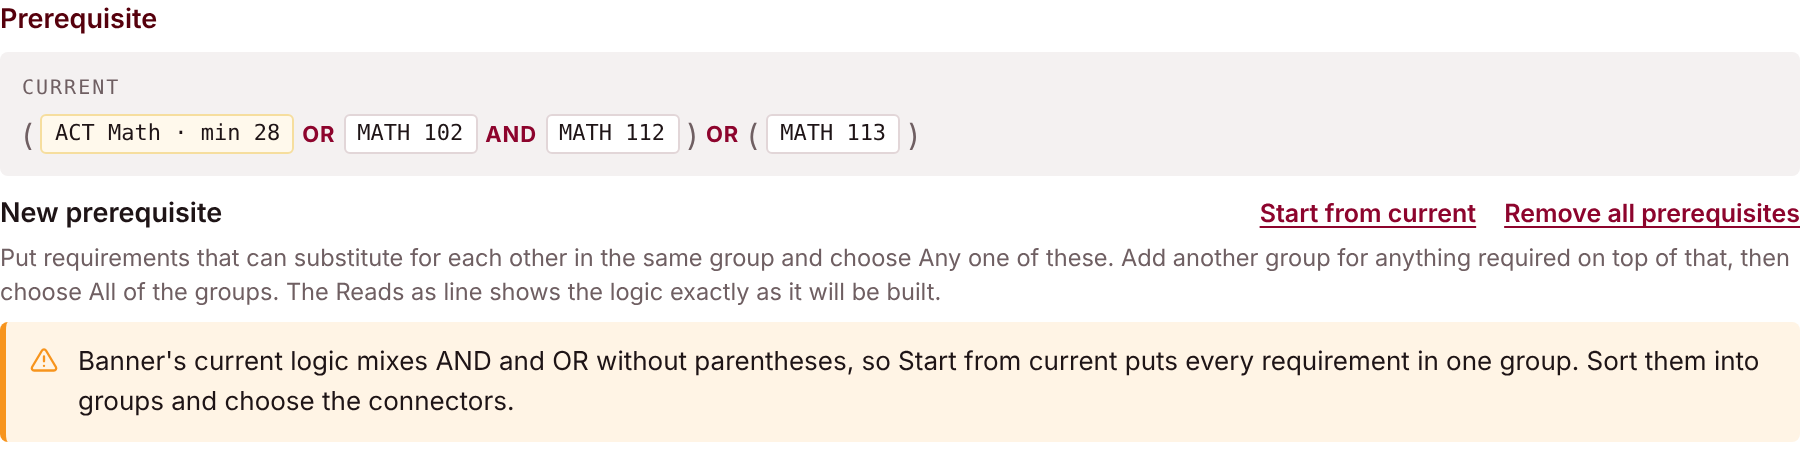 Prerequisite
CURRENT
( ACT Math · min 28 OR MATH 102 AND MATH 112 ) OR ( MATH 113 )
New prerequisite Start from current Remove all prerequisites
Put requirements that can substitute for each other in the same group and choose Any one of these. Add another group for anything required on top of that, then
choose All of the groups. The Reads as line shows the logic exactly as it will be built.
Banner's current logic mixes AND and OR without parentheses, so Start from current puts every requirement in one group. Sort them into
groups and choose the connectors.